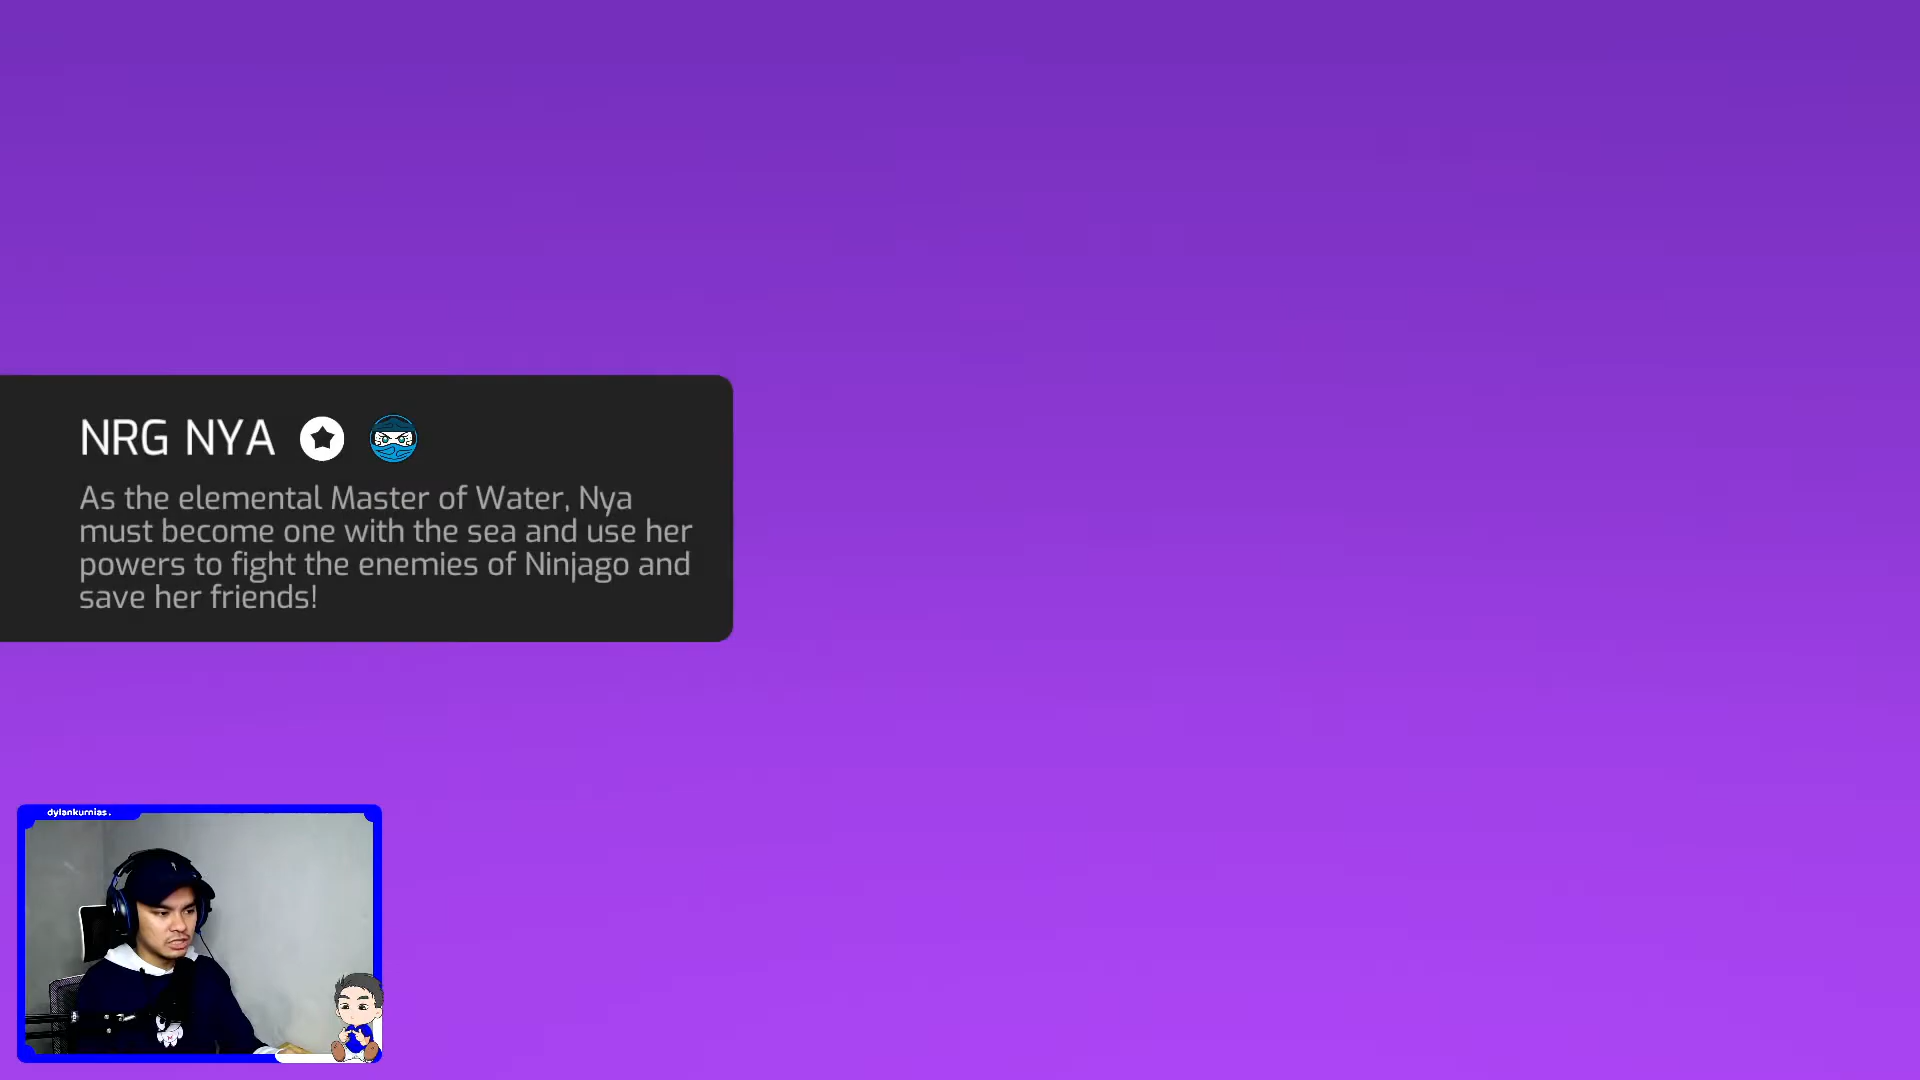 NRG NYA
As the elemental Master of Water, Nya
must become one with the sea and use her
powers to fight the enemies of Ninjago and
save her friends!
dylankurnias.